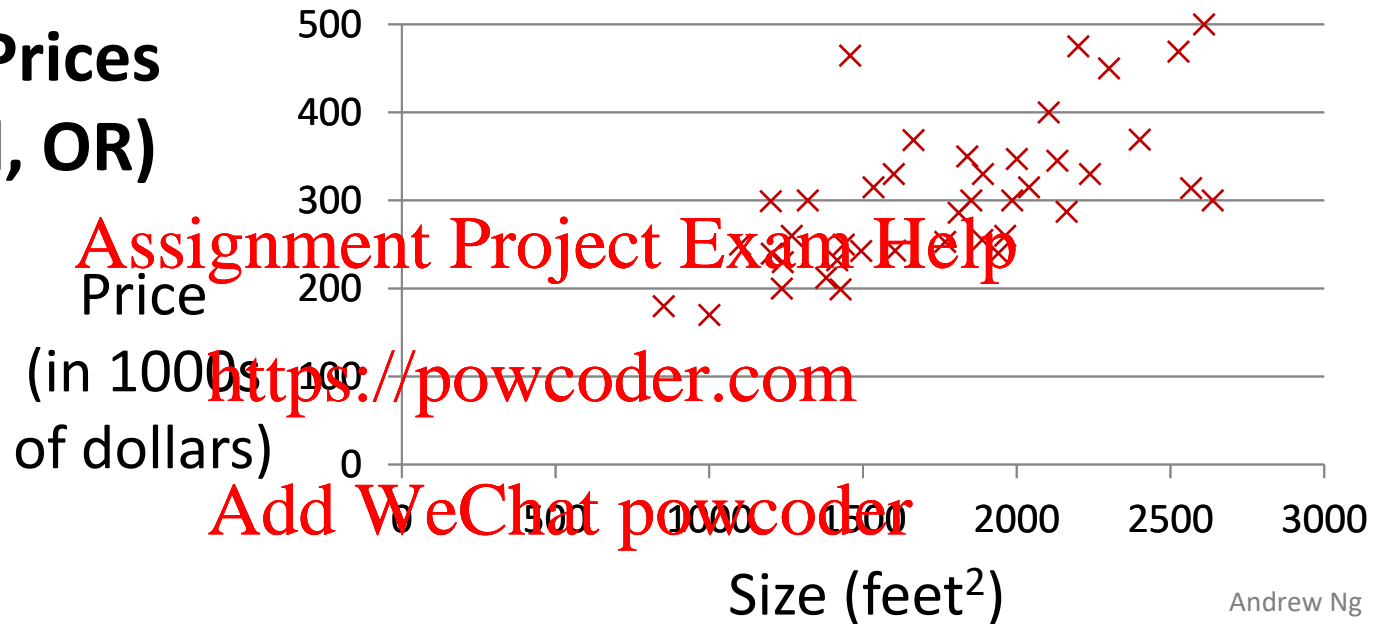 Prices
, OR)
Price
(in 1000s
of dollars)
500
400
300
200
100
0
0 500 1000 1500 2000 2500 3000
Size (feet²)
Assignment Project Exam Help
https://powcoder.com
Add WeChat powcoder
Andrew Ng